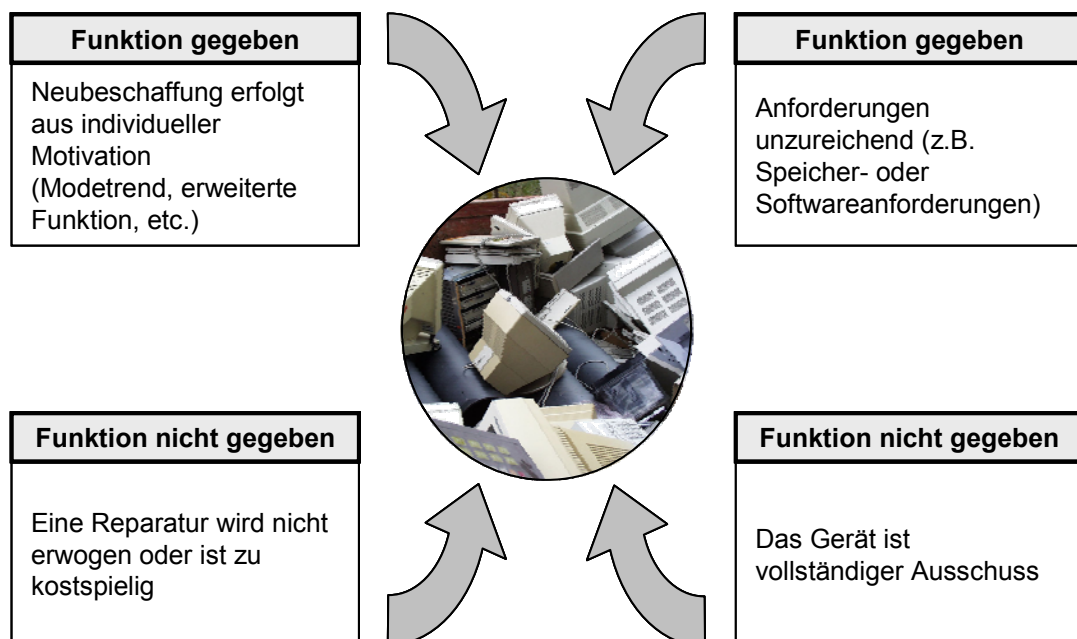 Funktion gegeben
Neubeschaffung erfolgt
aus individueller
Motivation
(Modetrend, erweiterte
Funktion, etc.)
Funktion gegeben
Anforderungen
unzureichend (z.B.
Speicher- oder
Softwareanforderungen)
Funktion nicht gegeben
Eine Reparatur wird nicht
erwogen oder ist zu
kostspielig
Funktion nicht gegeben
Das Gerät ist
vollständiger Ausschuss